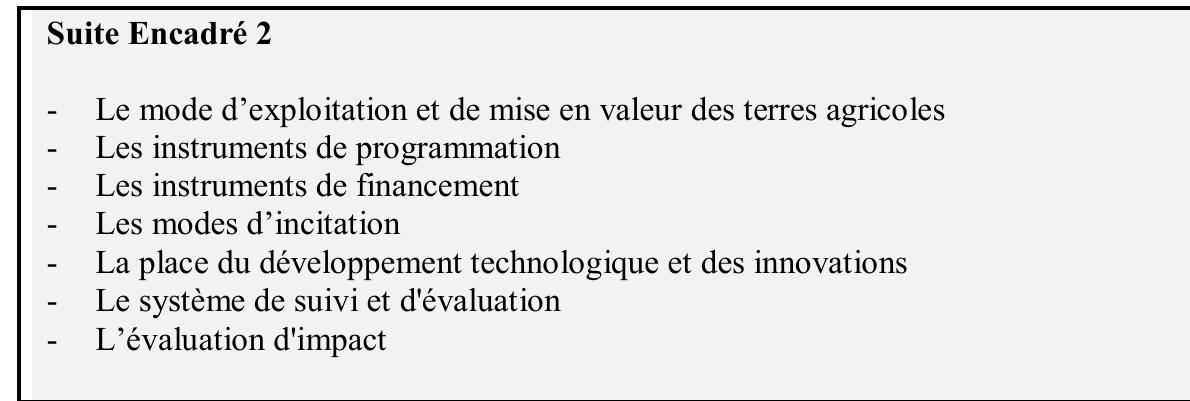 Suite Encadré 2
- Le mode d’exploitation et de mise en valeur des terres agricoles
- Les instruments de programmation
- Les instruments de financement
- Les modes d’incitation
- La place du développement technologique et des innovations
- Le système de suivi et d'évaluation
- L’évaluation d'impact